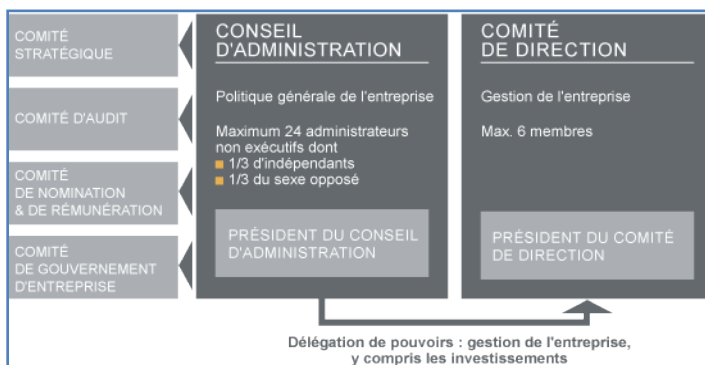 COMITÉ
STRATÉGIQUE
COMITÉ D'AUDIT
COMITÉ
DE NOMINATION
& DE RÉMUNÉRATION
COMITÉ
DE GOUVERNEMENT
D'ENTREPRISE
CONSEIL
D'ADMINISTRATION
Politique générale de l'entreprise
Maximum 24 administrateurs
non exécutifs dont
1/3 d'indépendants
1/3 du sexe opposé
PRÉSIDENT DU CONSEIL
D'ADMINISTRATION
COMITÉ
DE DIRECTION
Gestion de l'entreprise
Max. 6 membres
PRÉSIDENT DU COMITÉ
DE DIRECTION
Délégation de pouvoirs : gestion de l'entreprise,
y compris les investissements